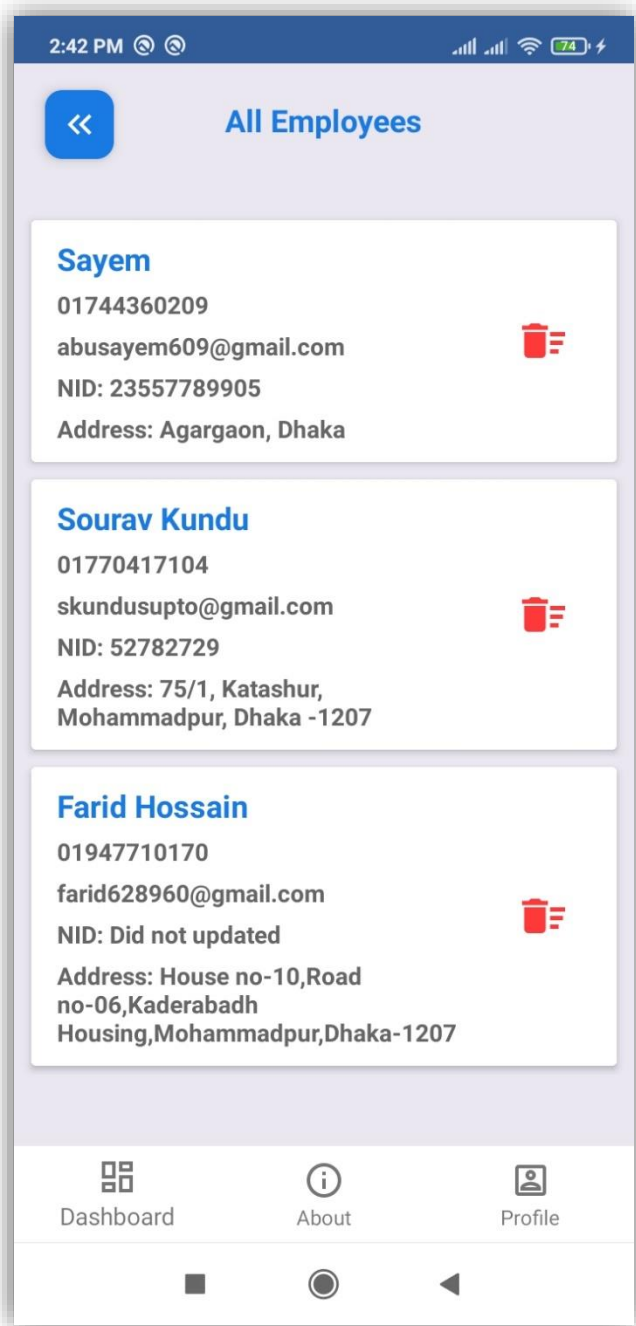 2:42 PM
74
All Employees
Sayem
01744360209
abusayem609@gmail.com
NID: 23557789905
Address: Agargaon, Dhaka
Sourav Kundu
01770417104
skundusupto@gmail.com
NID: 52782729
Address: 75/1, Katashur,
Mohammadpur, Dhaka -1207
Farid Hossain
01947710170
farid628960@gmail.com
NID: Did not updated
Address: House no-10,Road
no-06,Kaderabadh
Housing,Mohammadpur,Dhaka-1207
Dashboard
About
Profile